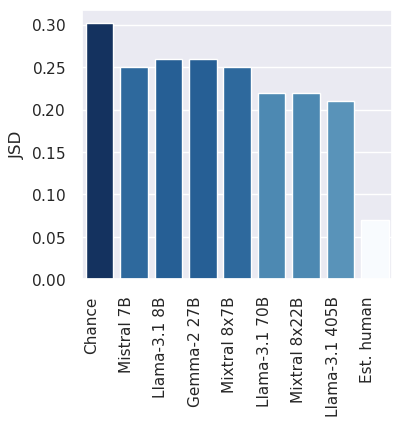 JSD
0.30
0.25
0.20
0.15
0.10
0.05
0.00
Chance
Mistral 7B
Llama-3.1 8B
Gemma-2 27B
Mixtral 8x7B
Llama-3.1 70B
Mixtral 8x22B
Llama-3.1 405B
Est. human